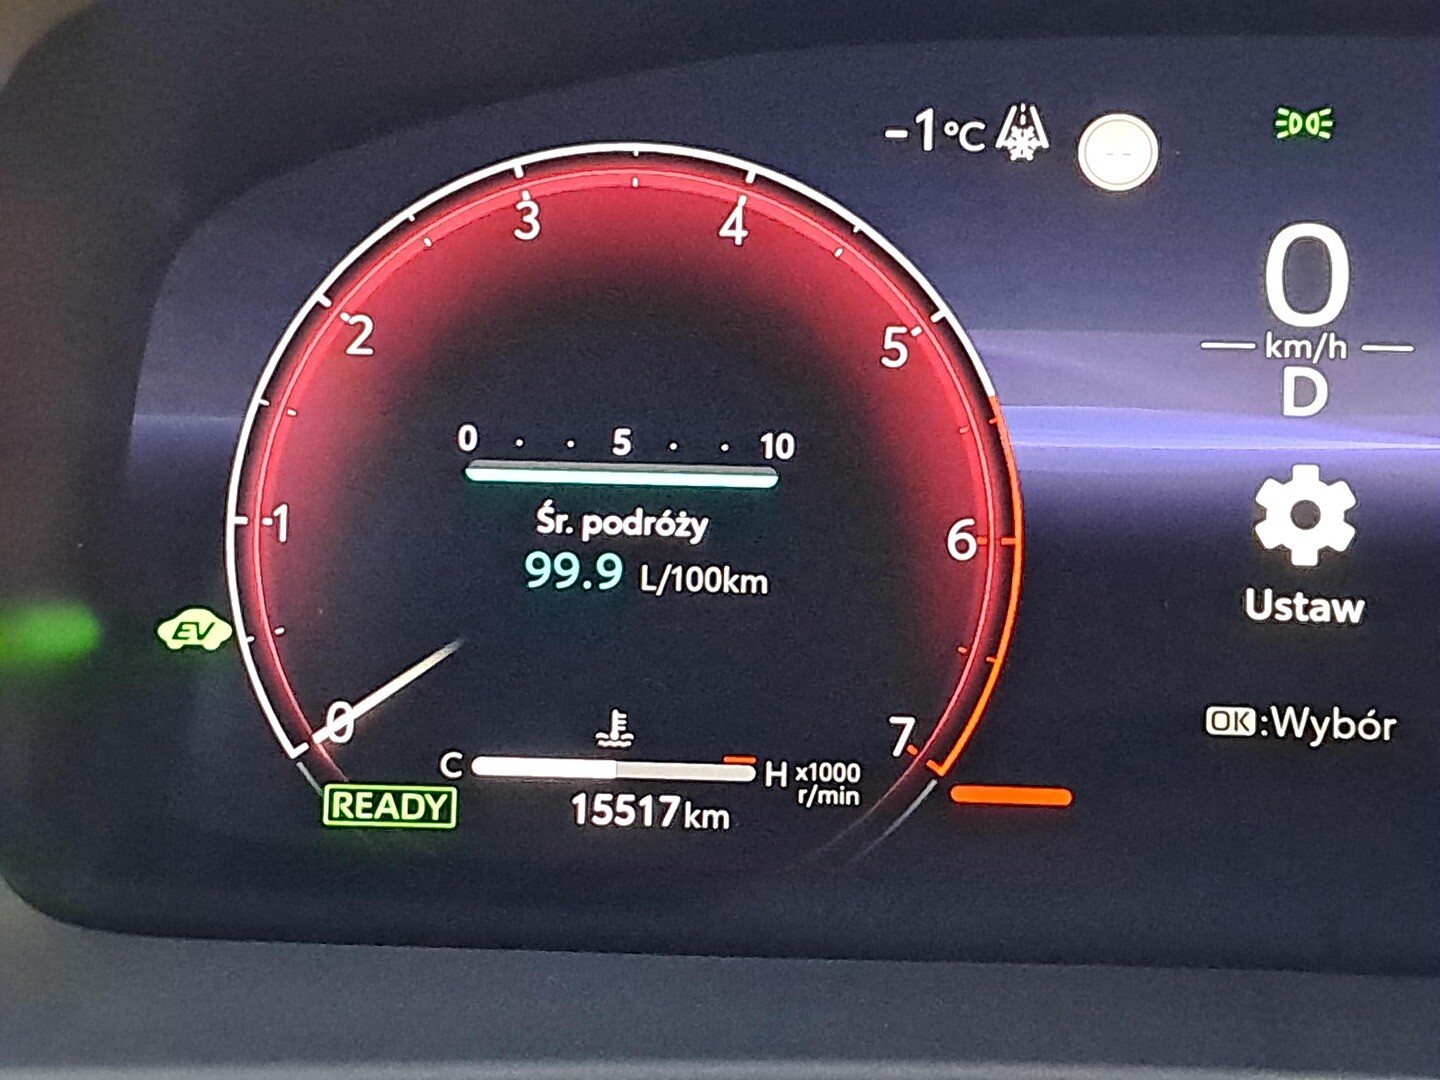 -1°C
0
km/h
D
Ustaw
OK:Wybór
0
1
2
3
4
5
6
7
0 · · 5 · · 10
Śr. podróży
99.9 L/100km
EV
C H
x1000
r/min
READY
15517km